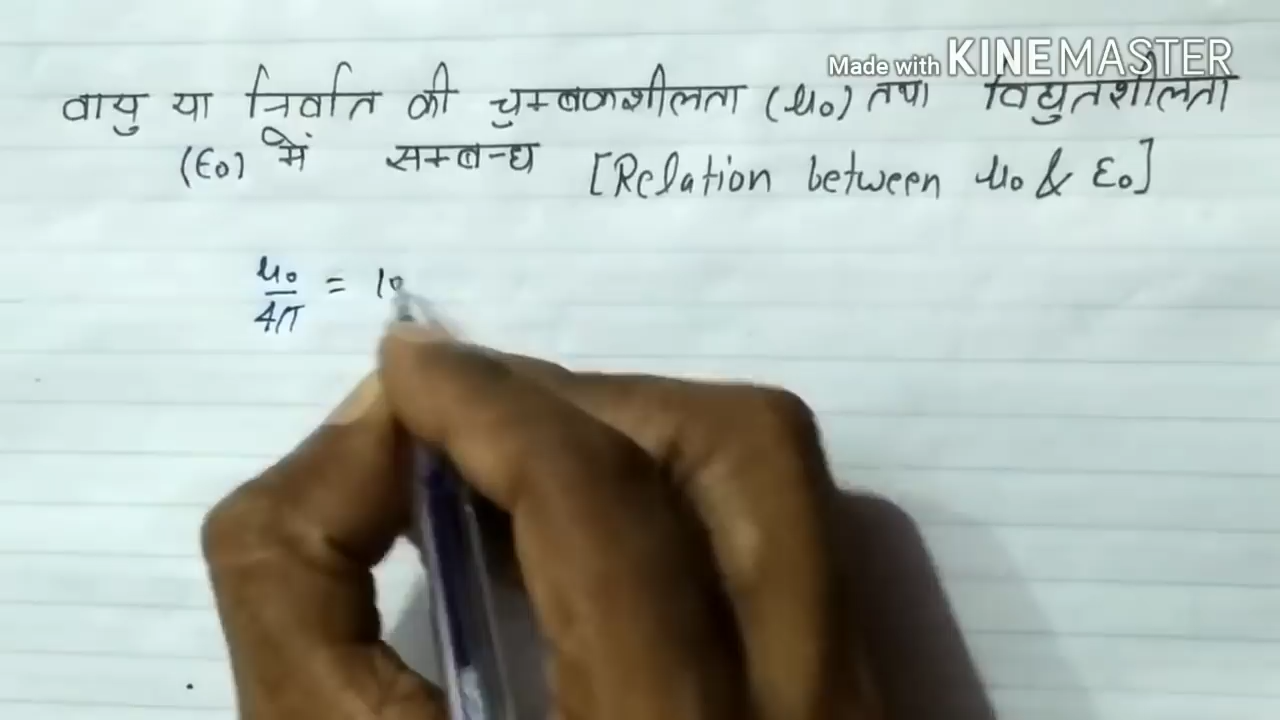 Made with KINEMASTER
वायु या निर्वात की चुम्बकशीलता (μ₀) तथा विद्युतशीलता
(ε₀) में सम्बन्ध [Relation between μ₀ & ε₀]
μ₀/4π = 10